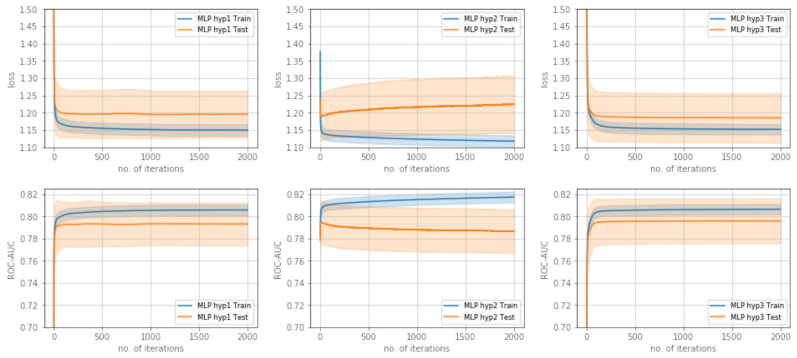 1.50
1.45
1.40
1.35
1.30
1.25
1.20
1.15
1.10
loss
MLP hyp1 Train
MLP hyp1 Test
0 500 1000 1500 2000
no. of iterations
1.50
1.45
1.40
1.35
1.30
1.25
1.20
1.15
1.10
loss
MLP hyp2 Train
MLP hyp2 Test
0 500 1000 1500 2000
no. of iterations
1.50
1.45
1.40
1.35
1.30
1.25
1.20
1.15
1.10
loss
MLP hyp3 Train
MLP hyp3 Test
0 500 1000 1500 2000
no. of iterations
0.82
0.80
0.78
0.76
0.74
0.72
0.70
ROC-AUC
MLP hyp1 Train
MLP hyp1 Test
0 500 1000 1500 2000
no. of iterations
0.82
0.80
0.78
0.76
0.74
0.72
0.70
ROC-AUC
MLP hyp2 Train
MLP hyp2 Test
0 500 1000 1500 2000
no. of iterations
0.82
0.80
0.78
0.76
0.74
0.72
0.70
ROC-AUC
MLP hyp3 Train
MLP hyp3 Test
0 500 1000 1500 2000
no. of iterations